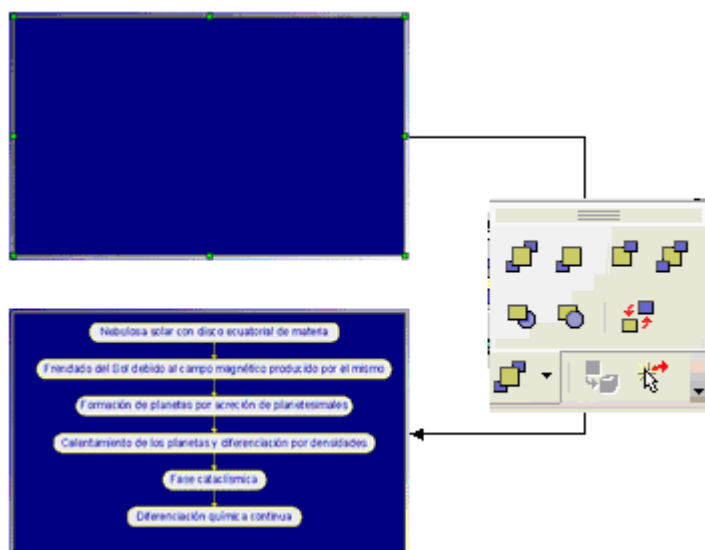 Nebulosa solar con disco ecuatorial de materia
Frendado del Sol debido al campo magnético producido por el mismo
Formación de planetas por acreción de planetesimales
Calentamiento de los planetas y diferenciación por densidades
Fase cataclísmica
Diferenciación química continua